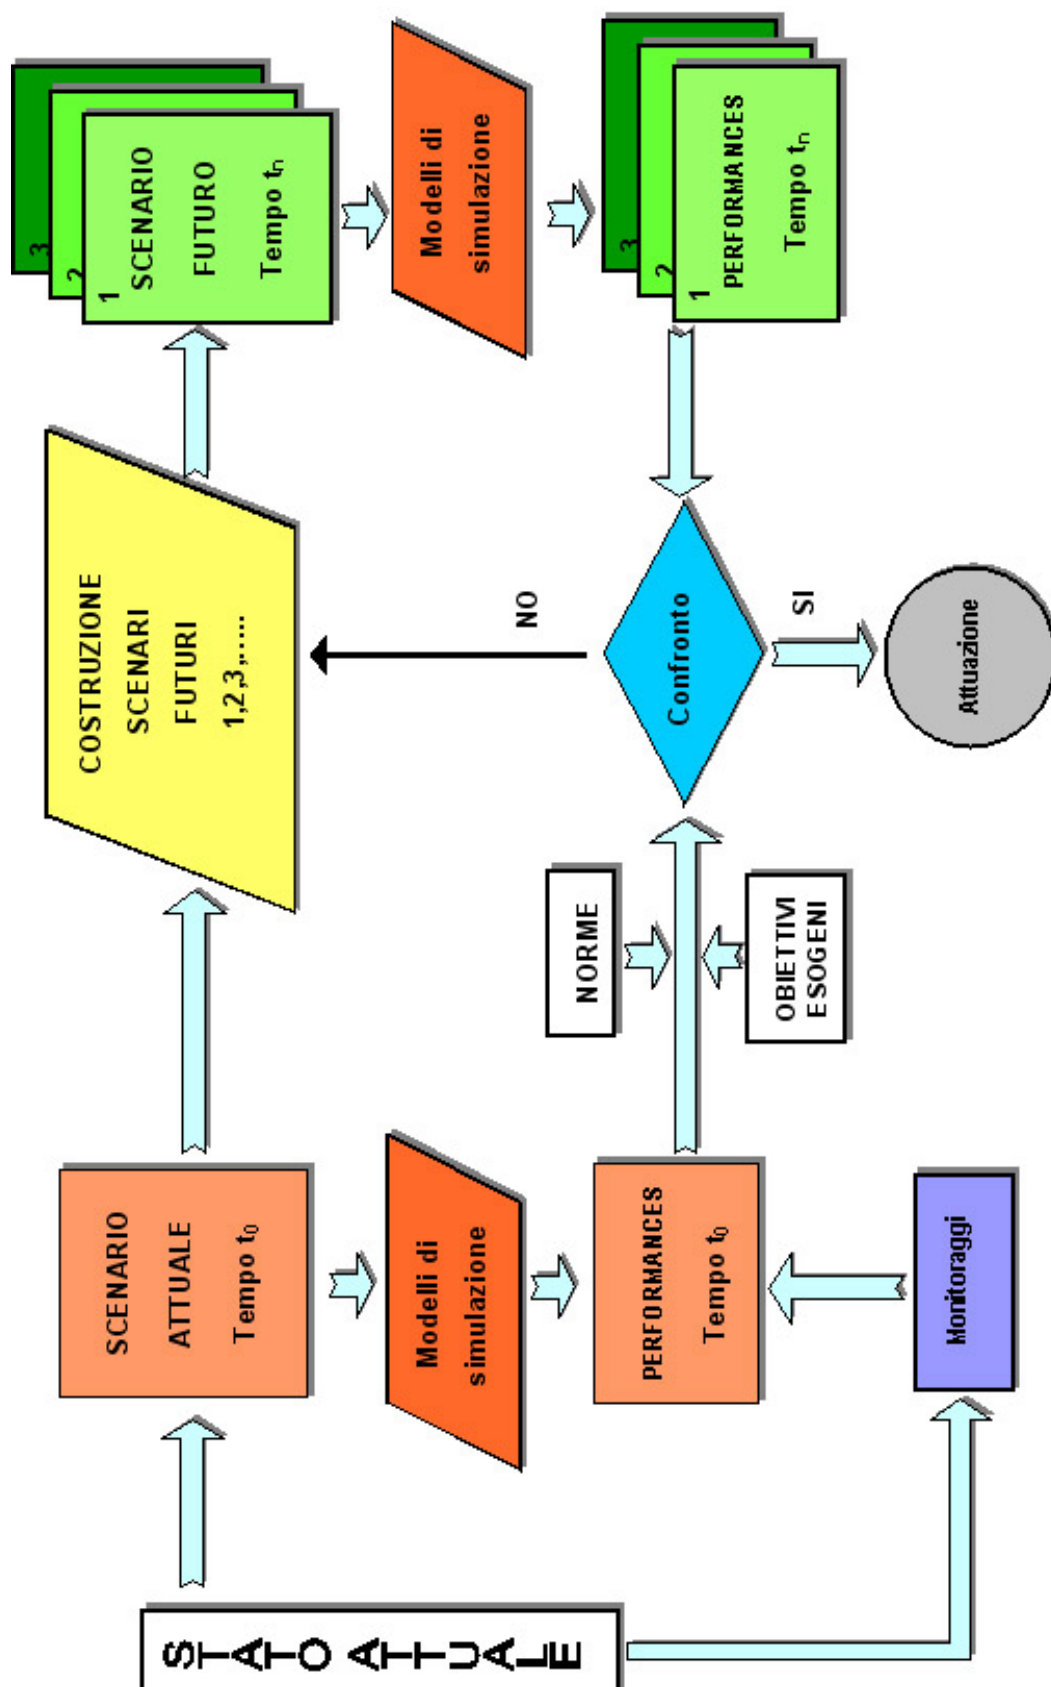 STATO ATTUALE
SCENARIO
ATTUALE
Tempo t0
Modelli di
simulazione
PERFORMANCES
Tempo t0
Monitoraggi
COSTRUZIONE
SCENARI
FUTURI
1,2,3,.....
NORME
OBIETTIVI
ESOGENI
Confronto
NO
SI
Attuazione
3
2
1
SCENARIO
FUTURO
Tempo tn
Modelli di
simulazione
3
2
1
PERFORMANCES
Tempo tn